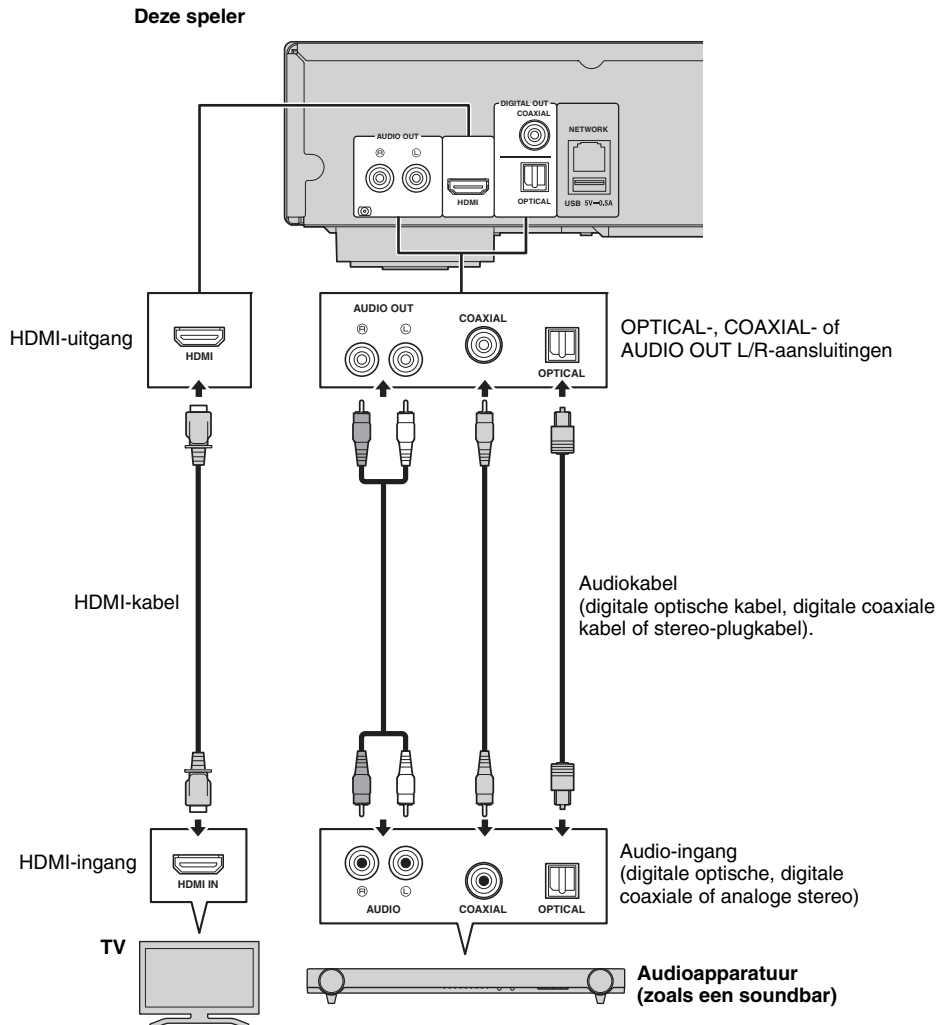 Deze speler
DIGITAL OUT
COAXIAL
NETWORK
AUDIO OUT
R L
HDMI
OPTICAL
USB 5V⎓0.5A
HDMI-uitgang
HDMI
AUDIO OUT
R L
COAXIAL
OPTICAL
OPTICAL-, COAXIAL- of
AUDIO OUT L/R-aansluitingen
HDMI-kabel
Audiokabel
(digitale optische kabel, digitale coaxiale
kabel of stereo-plugkabel).
HDMI-ingang
HDMI IN
R L
AUDIO
COAXIAL
OPTICAL
Audio-ingang
(digitale optische, digitale
coaxiale of analoge stereo)
TV
Audioapparatuur
(zoals een soundbar)